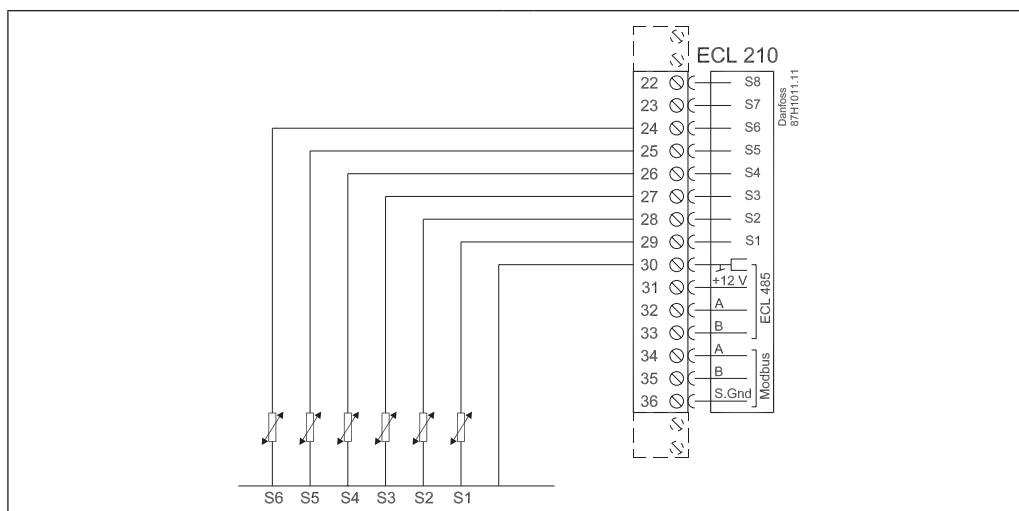 ECL 210
22 S8
23 S7
24 S6
25 S5
26 S4
27 S3
28 S2
29 S1
30
31 +12 V
32 A
33 B
34 A
35 B
36 S.Gnd
ECL 485
Modbus
Danfoss
87H1011.11
S6 S5 S4 S3 S2 S1